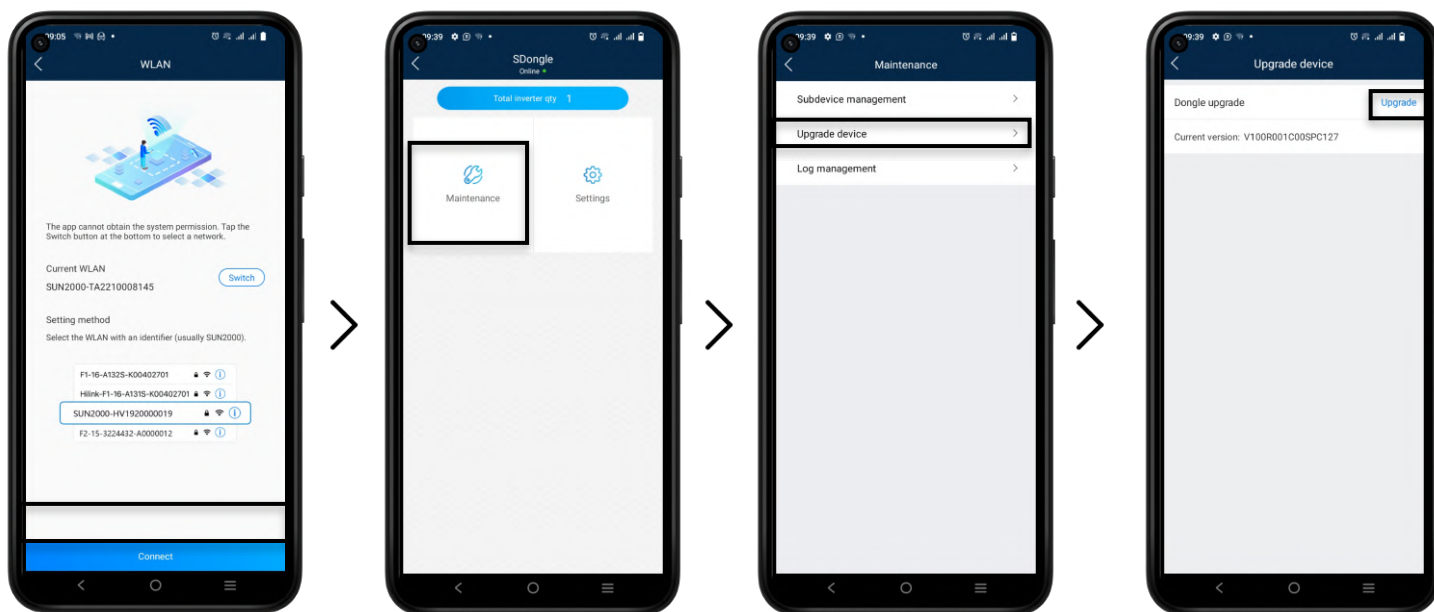 09:05
WLAN
The app cannot obtain the system permission. Tap the
Switch button at the bottom to select a network.
Current WLAN
SUN2000-TA2210008145
Switch
Setting method
Select the WLAN with an identifier (usually SUN2000).
F1-16-A132S-K00402701
Hilink-F1-16-A131S-K00402701
SUN2000-HV1920000019
F2-15-3224432-A0000012
Connect
09:39
SDongle
Online
Total inverter qty 1
Maintenance
Settings
09:39
Maintenance
Subdevice management
Upgrade device
Log management
09:39
Upgrade device
Dongle upgrade
Upgrade
Current version: V100R001C00SPC127